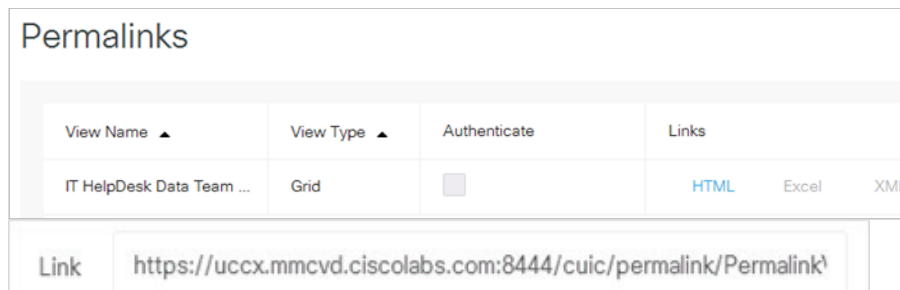 Permalinks
View Name ▲ View Type ▲ Authenticate Links
IT HelpDesk Data Team ... Grid HTML Excel XM
Link https://uccx.mmcvd.ciscolabs.com:8444/cuic/permalink/Permalink